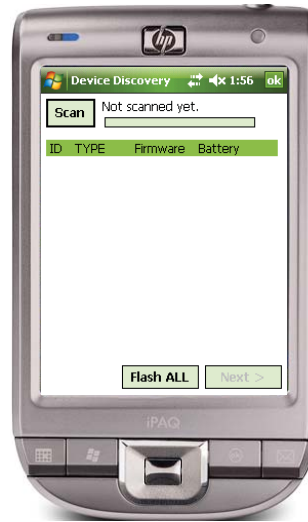 hp
Device Discovery 1:56 ok
Scan Not scanned yet.
ID TYPE Firmware Battery
Flash ALL Next >
iPAQ